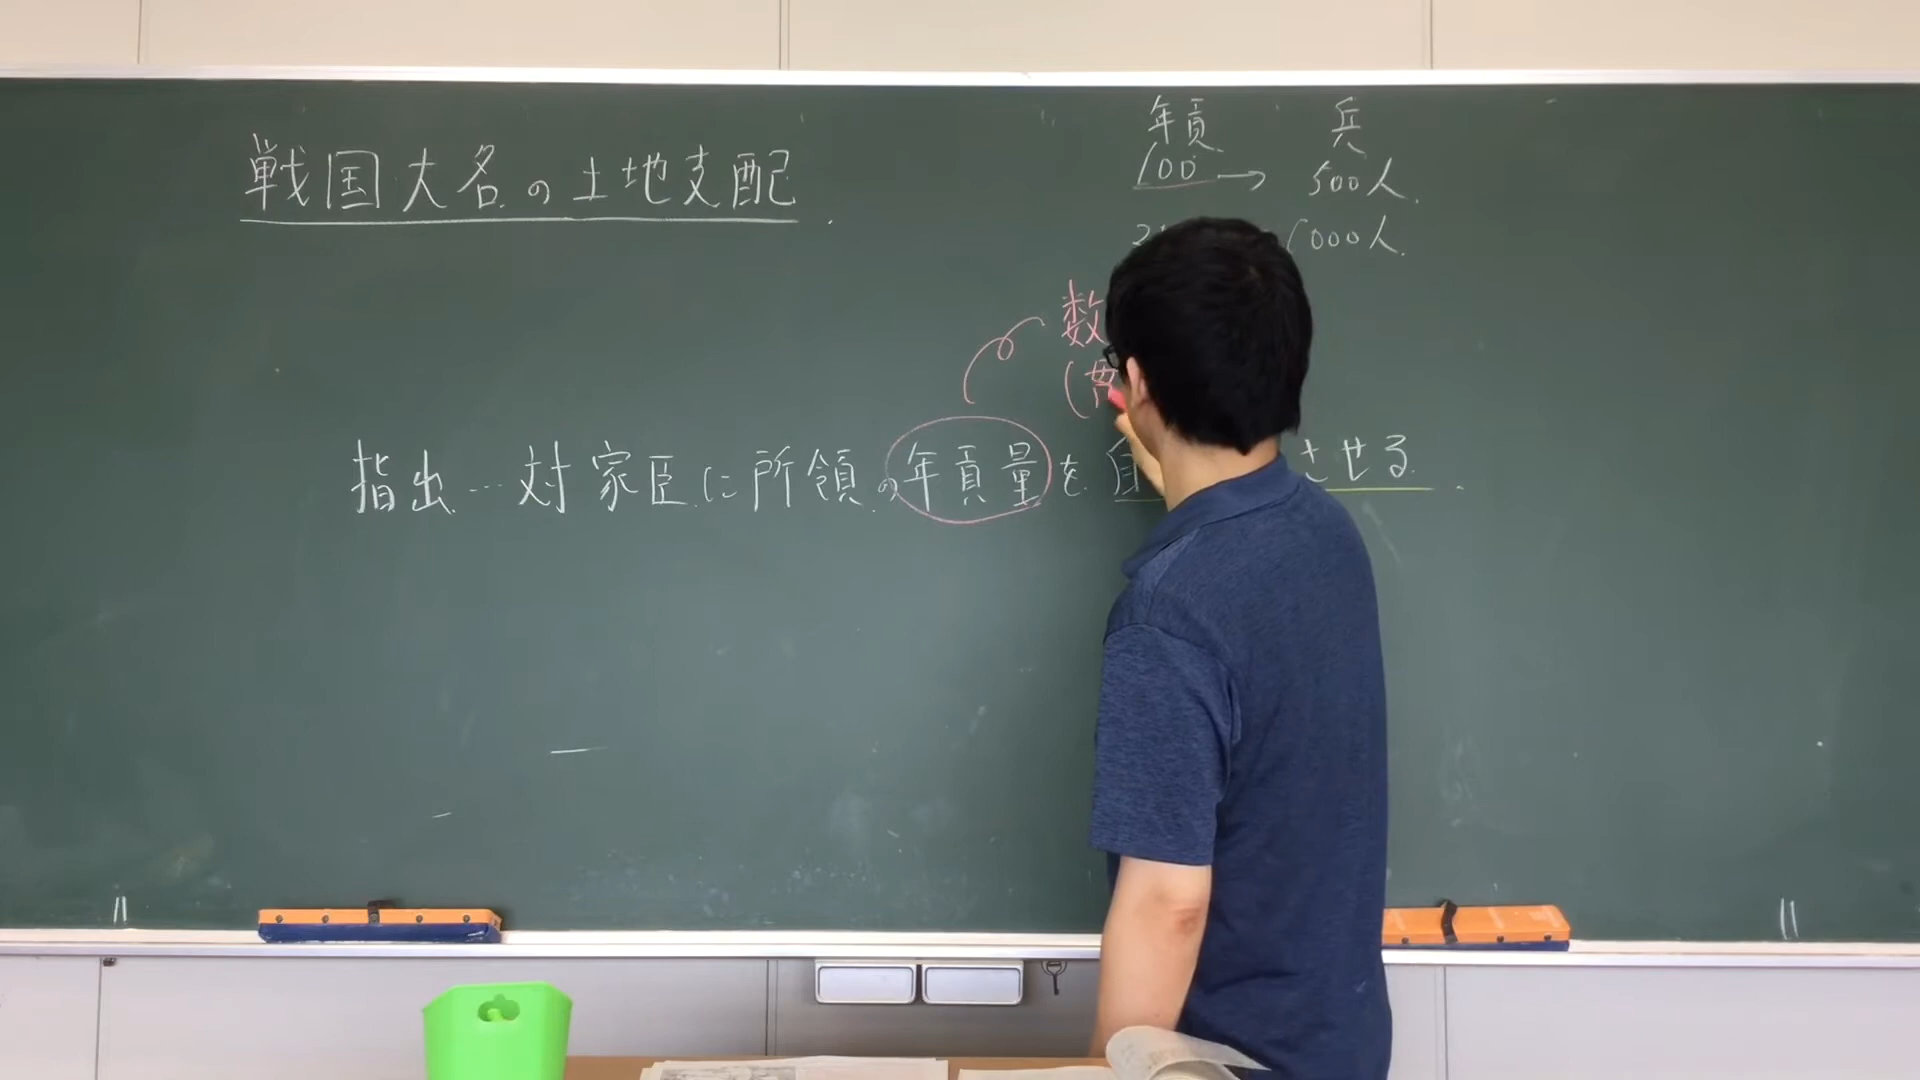 戦国大名の土地支配
年貢 兵
100 → 500人
1000人
数
指出…対家臣に所領の年貢量を自 させる